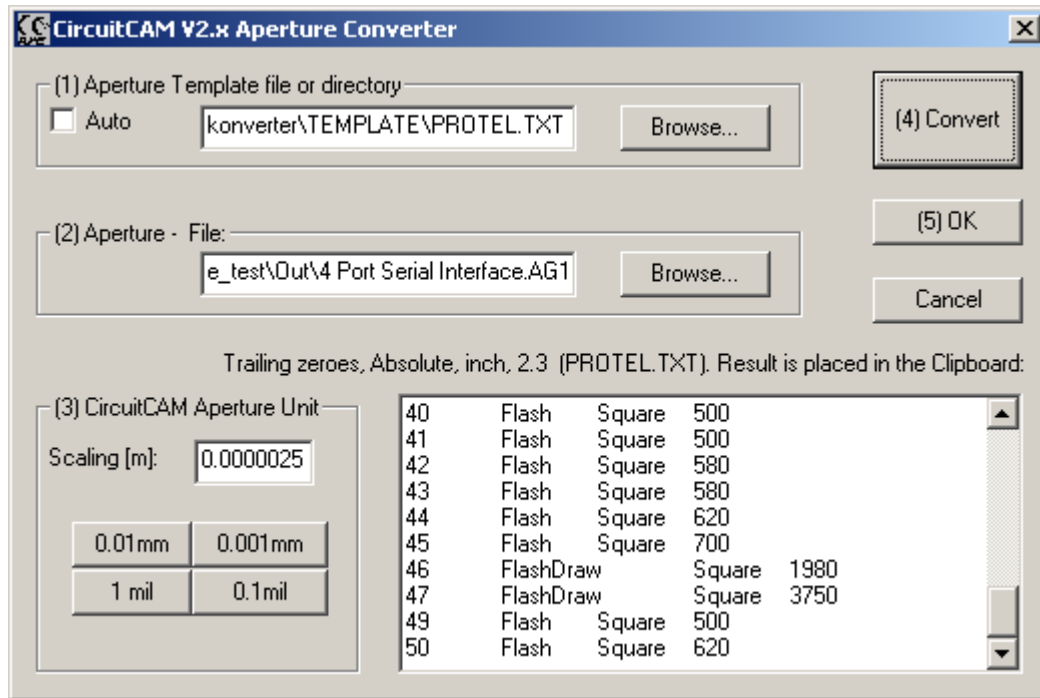 CircuitCAM V2.x Aperture Converter
(1) Aperture Template file or directory
Auto
konverter\TEMPLATE\PROTEL.TXT
Browse...
(4) Convert
(2) Aperture - File:
e_test\Out\4 Port Serial Interface.AG1
Browse...
(5) OK
Cancel
Trailing zeroes, Absolute, inch, 2.3 (PROTEL.TXT). Result is placed in the Clipboard:
(3) CircuitCAM Aperture Unit
Scaling [m]:
0.0000025
0.01mm
0.001mm
1 mil
0.1mil
40 Flash Square 500
41 Flash Square 500
42 Flash Square 580
43 Flash Square 580
44 Flash Square 620
45 Flash Square 700
46 FlashDraw Square 1980
47 FlashDraw Square 3750
49 Flash Square 500
50 Flash Square 620